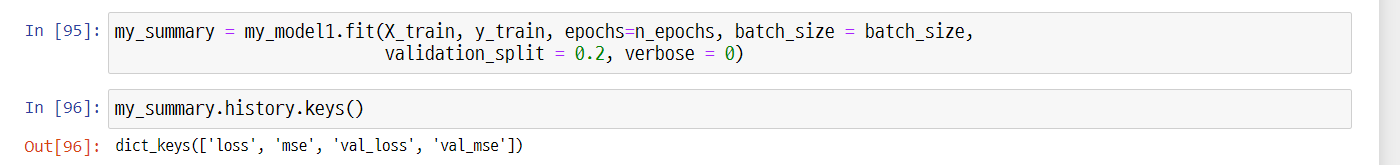 In [95]: my_summary = my_model1.fit(X_train, y_train, epochs=n_epochs, batch_size = batch_size,
validation_split = 0.2, verbose = 0)
In [96]: my_summary.history.keys()
Out[96]: dict_keys(['loss', 'mse', 'val_loss', 'val_mse'])